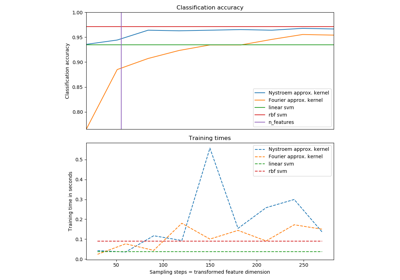 Classification accuracy
1.00
0.95
0.90
0.85
0.80
Classification accuracy
Nystroem approx. kernel
Fourier approx. kernel
linear svm
rbf svm
n_features
Training times
0.5
0.4
0.3
0.2
0.1
0.0
Training time in seconds
Nystroem approx. kernel
Fourier approx. kernel
linear svm
rbf svm
50
100
150
200
250
Sampling steps = transformed feature dimension